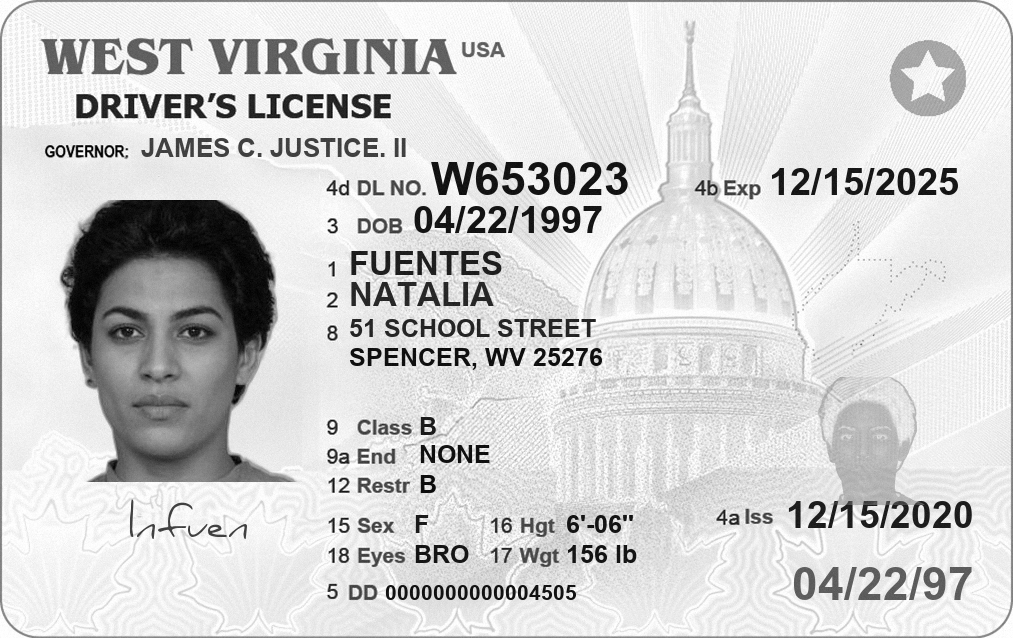 WEST VIRGINIA USA
DRIVER'S LICENSE
GOVERNOR: JAMES C. JUSTICE. II
4d DL NO. W653023 4b Exp 12/15/2025
3 DOB 04/22/1997
1 FUENTES
2 NATALIA
8 51 SCHOOL STREET
SPENCER, WV 25276
9 Class B
9a End NONE
12 Restr B
15 Sex F 16 Hgt 6'-06" 4a Iss 12/15/2020
18 Eyes BRO 17 Wgt 156 lb
5 DD 0000000000004505 04/22/97